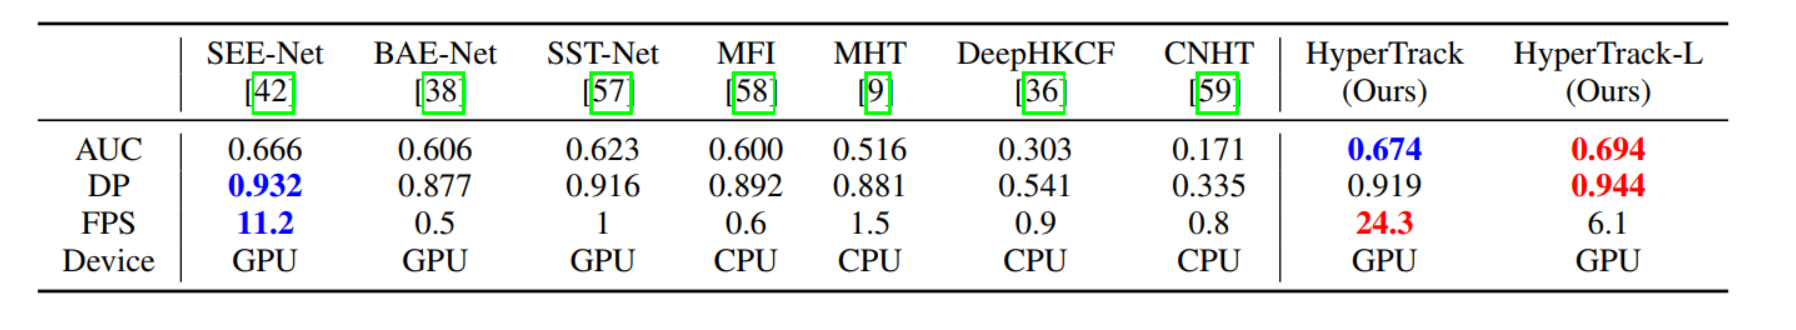 SEE-Net BAE-Net SST-Net MFI MHT DeepHKCF CNHT HyperTrack HyperTrack-L
[42] [38] [57] [58] [9] [36] [59] (Ours) (Ours)
AUC 0.666 0.606 0.623 0.600 0.516 0.303 0.171 0.674 0.694
DP 0.932 0.877 0.916 0.892 0.881 0.541 0.335 0.919 0.944
FPS 11.2 0.5 1 0.6 1.5 0.9 0.8 24.3 6.1
Device GPU GPU GPU CPU CPU CPU CPU GPU GPU